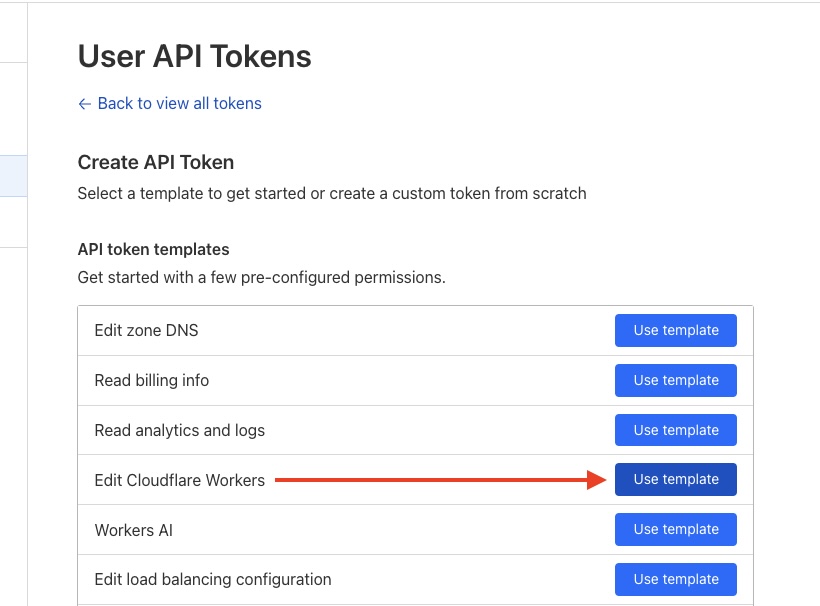 User API Tokens
← Back to view all tokens
Create API Token
Select a template to get started or create a custom token from scratch
API token templates
Get started with a few pre-configured permissions.
Edit zone DNS Use template
Read billing info Use template
Read analytics and logs Use template
Edit Cloudflare Workers Use template
Workers AI Use template
Edit load balancing configuration Use template